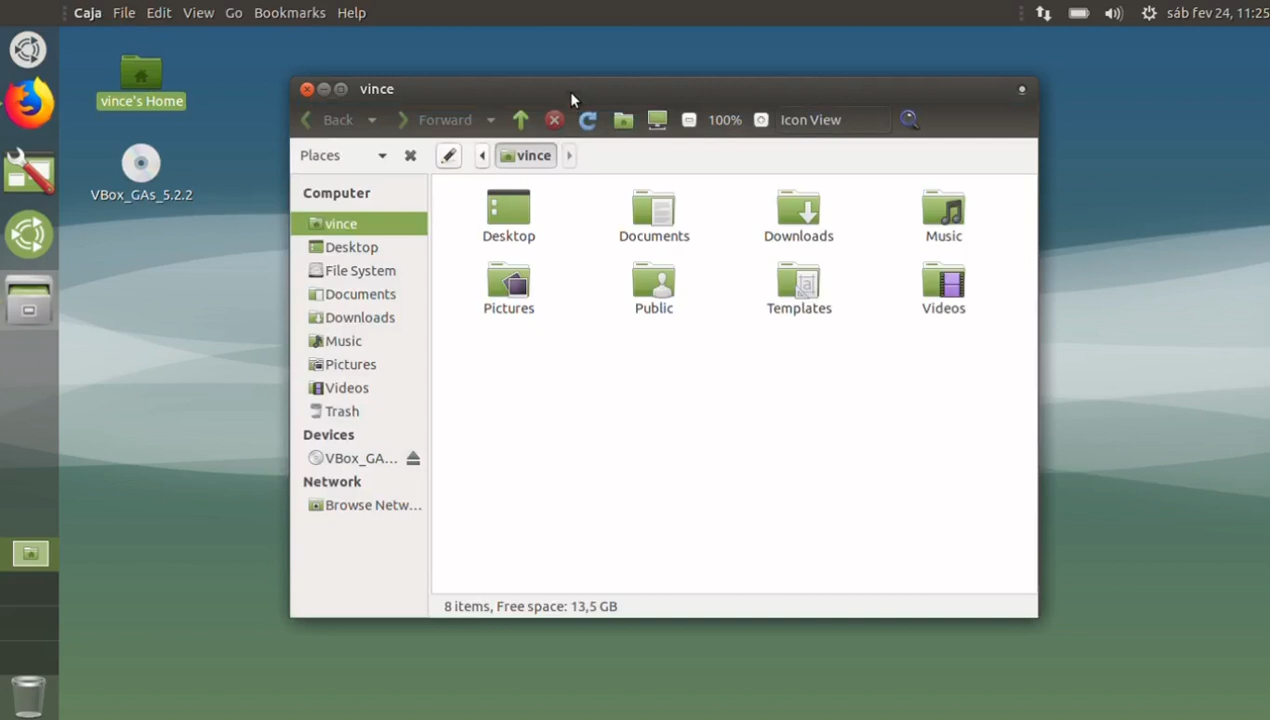 Caja File Edit View Go Bookmarks Help sáb fev 24, 11:25
vince's Home
VBox_GAs_5.2.2
vince
Back Forward 100% Icon View
Places vince
Computer
vince
Desktop
File System
Documents
Downloads
Music
Pictures
Videos
Trash
Devices
VBox_GA...
Network
Browse Netw...
Desktop Documents Downloads Music
Pictures Public Templates Videos
8 items, Free space: 13,5 GB